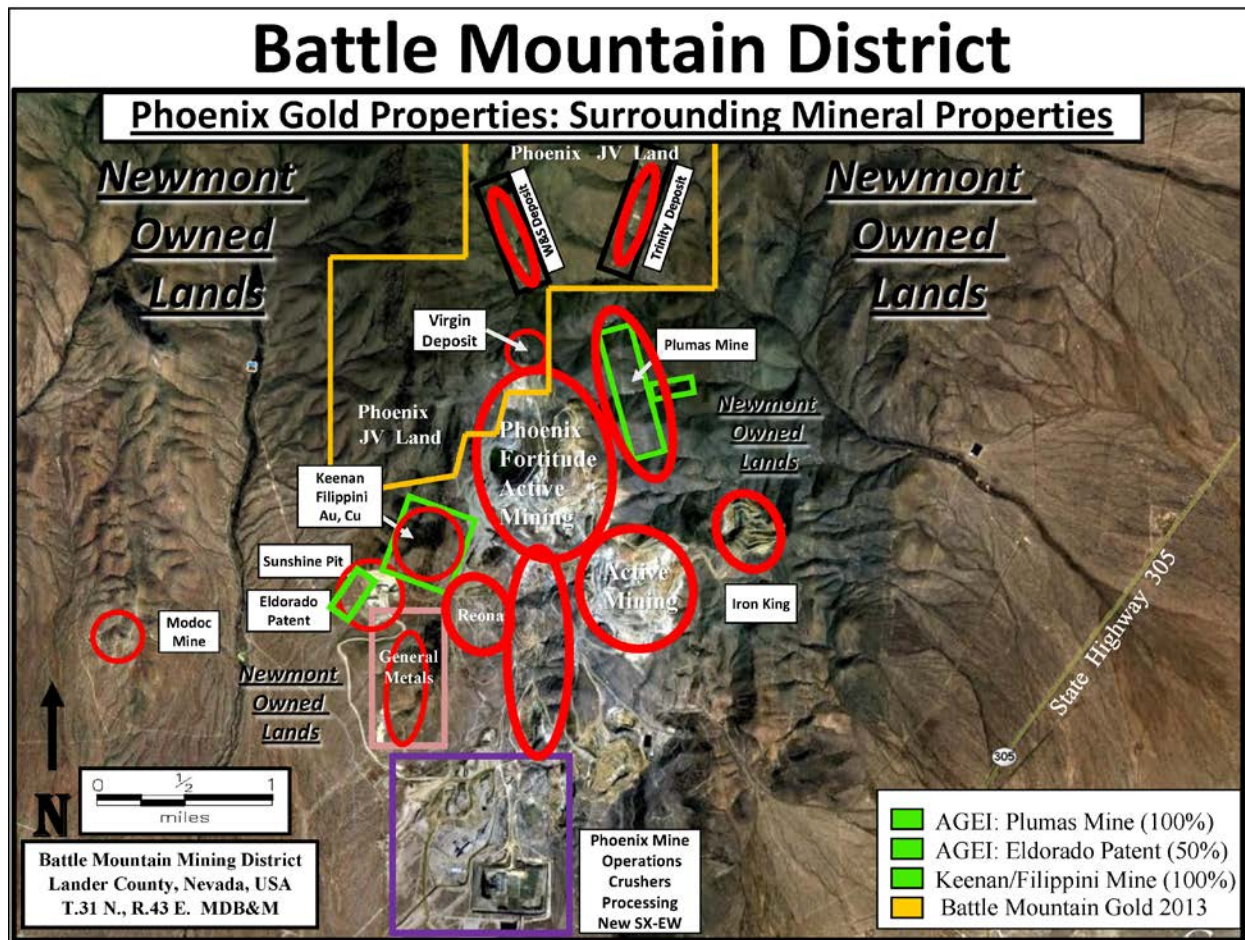 Battle Mountain District
Phoenix Gold Properties: Surrounding Mineral Properties
Newmont
Owned
Lands
Phoenix JV Land
W&S Deposit
Trinity Deposit
Newmont
Owned
Lands
Virgin
Deposit
Plumas Mine
Phoenix
JV Land
Phoenix
Fortitude
Active
Mining
Newmont
Owned
Lands
Keenan
Filippini
Au, Cu
Sunshine Pit
Eldorado
Patent
Reona
Active
Mining
Iron King
Modoc
Mine
General
Metals
Newmont
Owned
Lands
State Highway 305
305
N
0 1/2 1
miles
Battle Mountain Mining District
Lander County, Nevada, USA
T.31 N., R.43 E. MDB&M
Phoenix Mine
Operations
Crushers
Processing
New SX-EW
AGEI: Plumas Mine (100%)
AGEI: Eldorado Patent (50%)
Keenan/Filippini Mine (100%)
Battle Mountain Gold 2013